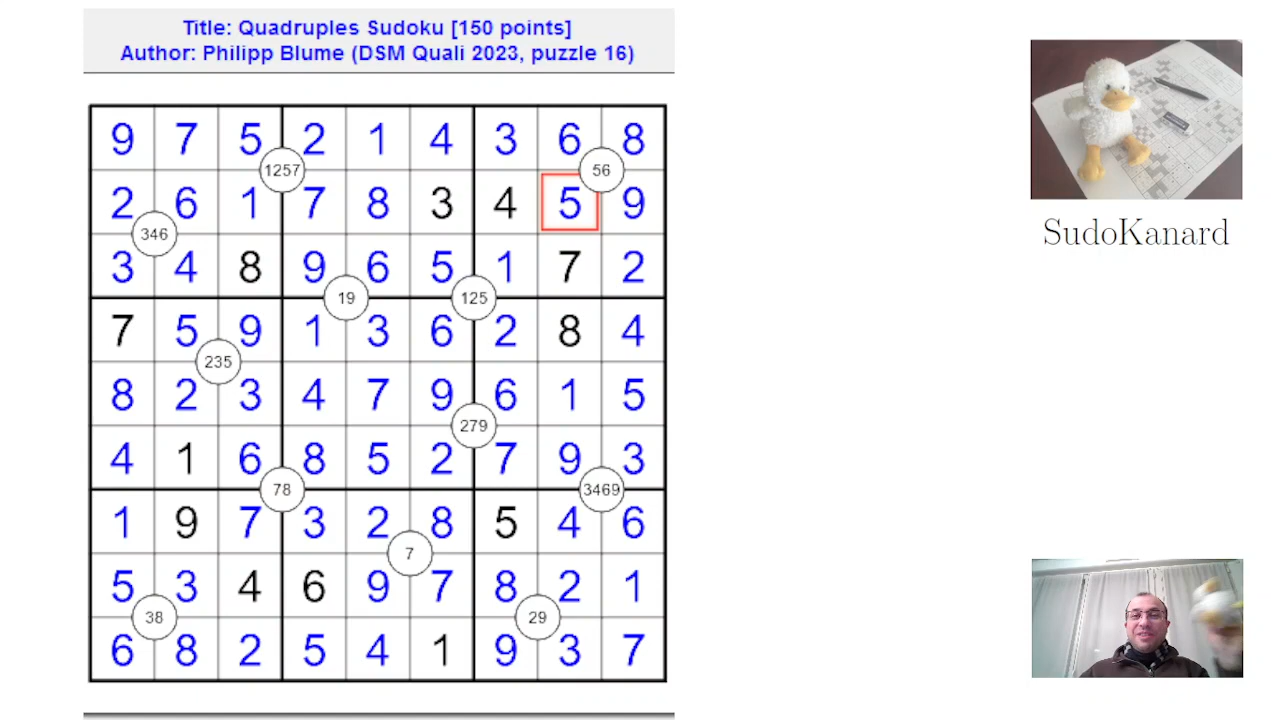 Title: Quadruples Sudoku [150 points]
Author: Philipp Blume (DSM Quali 2023, puzzle 16)
9 7 5 2 1 4 3 6 8
1257 56
2 6 1 7 8 3 4 5 9
346
3 4 8 9 6 5 1 7 2
19 125
7 5 9 1 3 6 2 8 4
235
8 2 3 4 7 9 6 1 5
279
4 1 6 8 5 2 7 9 3
78 3469
1 9 7 3 2 8 5 4 6
7
5 3 4 6 9 7 8 2 1
38 29
6 8 2 5 4 1 9 3 7
SudoKanard